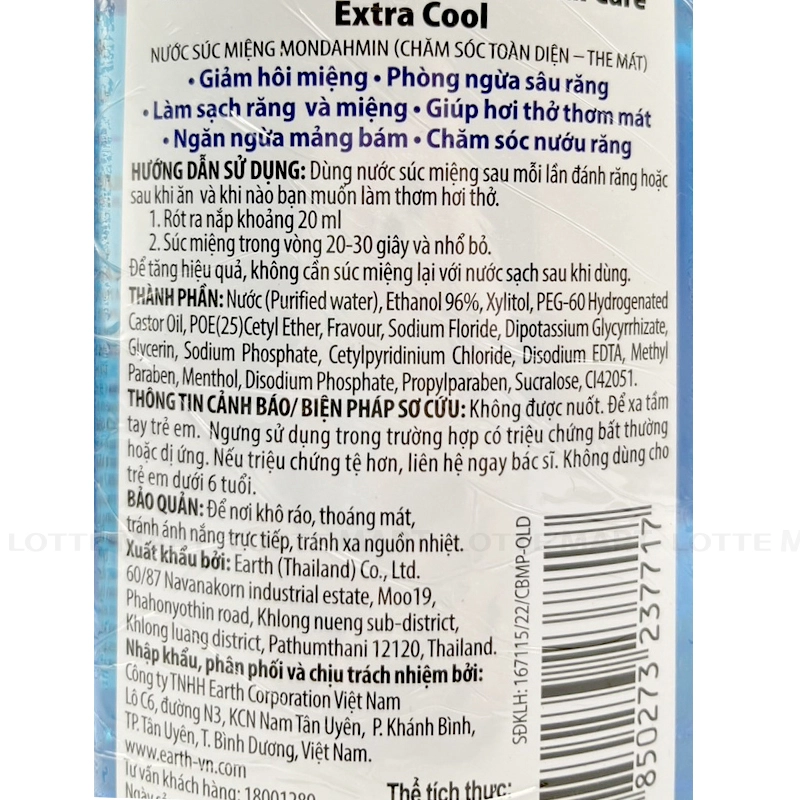 Care
Extra Cool
NƯỚC SÚC MIỆNG MONDAHMIN (CHĂM SÓC TOÀN DIỆN – THE MÁT)
• Giảm hôi miệng • Phòng ngừa sâu răng
• Làm sạch răng và miệng • Giúp hơi thở thơm mát
• Ngăn ngừa mảng bám • Chăm sóc nướu răng
HƯỚNG DẪN SỬ DỤNG: Dùng nước súc miệng sau mỗi lần đánh răng hoặc
sau khi ăn và khi nào bạn muốn làm thơm hơi thở.
1. Rót ra nắp khoảng 20 ml
2. Súc miệng trong vòng 20-30 giây và nhổ bỏ.
Để tăng hiệu quả, không cần súc miệng lại với nước sạch sau khi dùng.
THÀNH PHẦN: Nước (Purified water), Ethanol 96%, Xylitol, PEG-60 Hydrogenated
Castor Oil, POE(25)Cetyl Ether, Fravour, Sodium Floride, Dipotassium Glycyrrhizate,
Glycerin, Sodium Phosphate, Cetylpyridinium Chloride, Disodium EDTA, Methyl
Paraben, Menthol, Disodium Phosphate, Propylparaben, Sucralose, CI42051.
THÔNG TIN CẢNH BÁO/ BIỆN PHÁP SƠ CỨU: Không được nuốt. Để xa tầm
tay trẻ em. Ngưng sử dụng trong trường hợp có triệu chứng bất thường
hoặc dị ứng. Nếu triệu chứng tệ hơn, liên hệ ngay bác sĩ. Không dùng cho
trẻ em dưới 6 tuổi.
BẢO QUẢN: Để nơi khô ráo, thoáng mát,
tránh ánh nắng trực tiếp, tránh xa nguồn nhiệt.
Xuất khẩu bởi: Earth (Thailand) Co., Ltd.
60/87 Navanakorn industrial estate, Moo19,
Phahonyothin road, Khlong nueng sub-district,
Khlong luang district, Pathumthani 12120, Thailand.
Nhập khẩu, phân phối và chịu trách nhiệm bởi:
Công ty TNHH Earth Corporation Việt Nam
Lô C6, đường N3, KCN Nam Tân Uyên, P. Khánh Bình,
TP.Tân Uyên, T. Bình Dương, Việt Nam.
www.earth-vn.com
Tư vấn khách hàng: 18001280
Thể tích thực:
SĐKLH: 167115/22/CBMP-QLD
850273 237717
LOTTE MART
LOTTE MART
LOTTE M